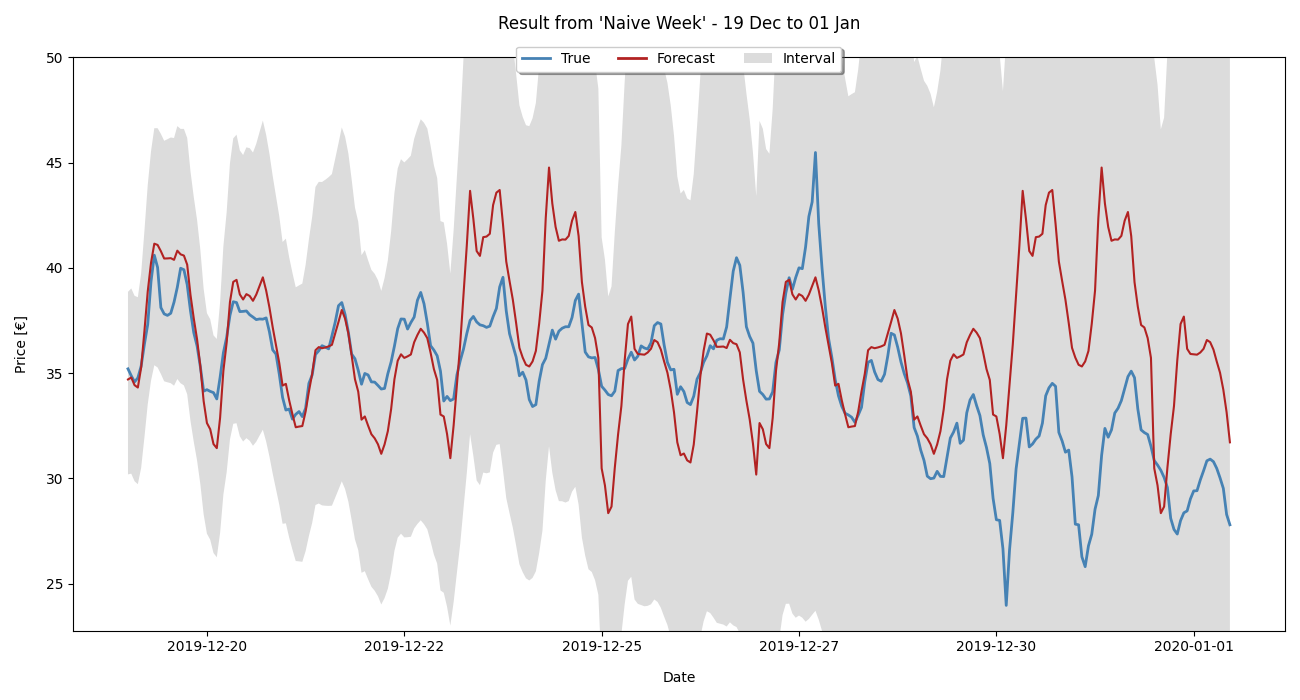 Result from 'Naive Week' - 19 Dec to 01 Jan
True Forecast Interval
50
45
40
35
30
25
Price [€]
2019-12-20 2019-12-22 2019-12-25 2019-12-27 2019-12-30 2020-01-01
Date